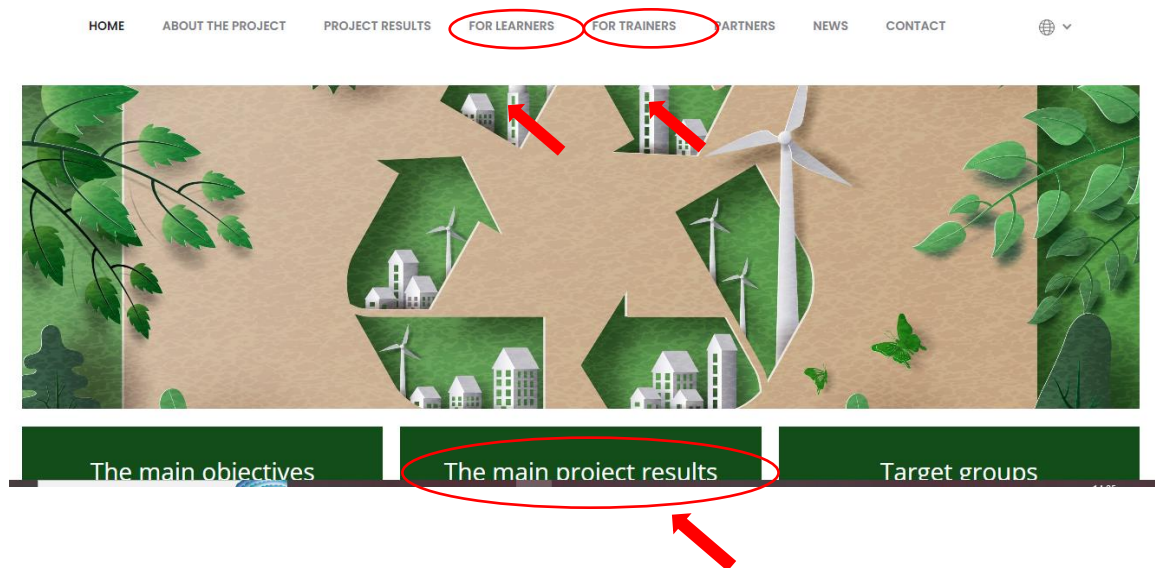 HOME ABOUT THE PROJECT PROJECT RESULTS FOR LEARNERS FOR TRAINERS PARTNERS NEWS CONTACT
The main objectives The main project results Target groups